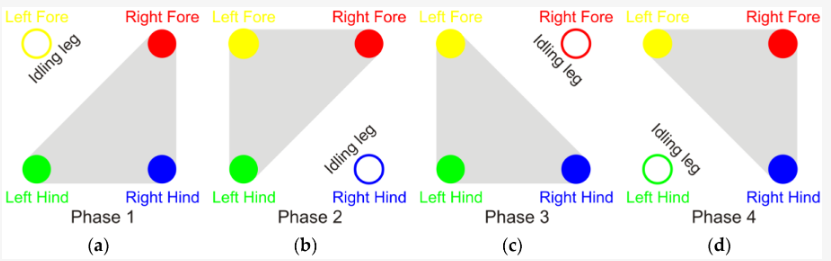 Left Fore Right Fore Left Fore Right Fore Left Fore Right Fore Left Fore Right Fore
Idling leg
Idling leg
Idling leg
Idling leg
Left Hind Right Hind Left Hind Right Hind Left Hind Right Hind Left Hind Right Hind
Phase 1 Phase 2 Phase 3 Phase 4
(a) (b) (c) (d)